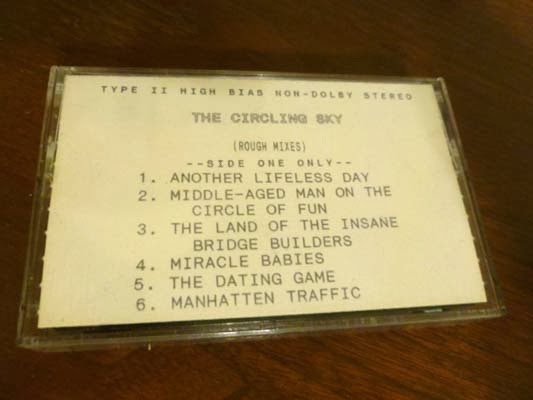 TYPE II HIGH BIAS NON-DOLBY STEREO
THE CIRCLING SKY
(ROUGH MIXES)
--SIDE ONE ONLY--
1. ANOTHER LIFELESS DAY
2. MIDDLE-AGED MAN ON THE
CIRCLE OF FUN
3. THE LAND OF THE INSANE
BRIDGE BUILDERS
4. MIRACLE BABIES
5. THE DATING GAME
6. MANHATTEN TRAFFIC